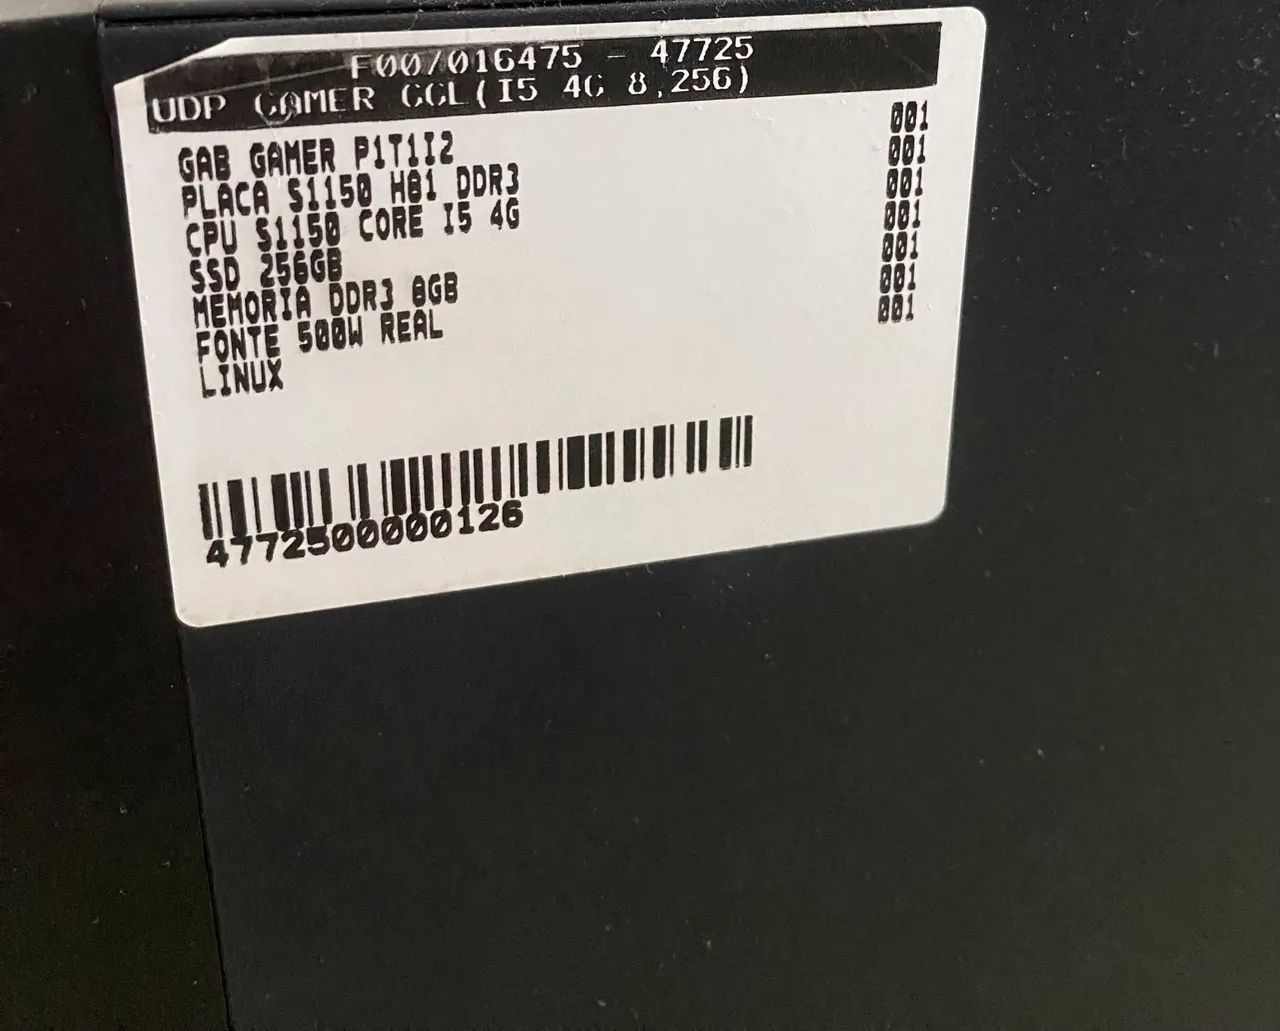 F00/016475 - 47725
UDP GAMER CGL(I5 4G 8,256)
GAB GAMER P1T1I2 001
PLACA S1150 H81 DDR3 001
CPU S1150 CORE I5 4G 001
SSD 256GB 001
MEMORIA DDR3 8GB 001
FONTE 500W REAL 001
LINUX 001
4772500000126